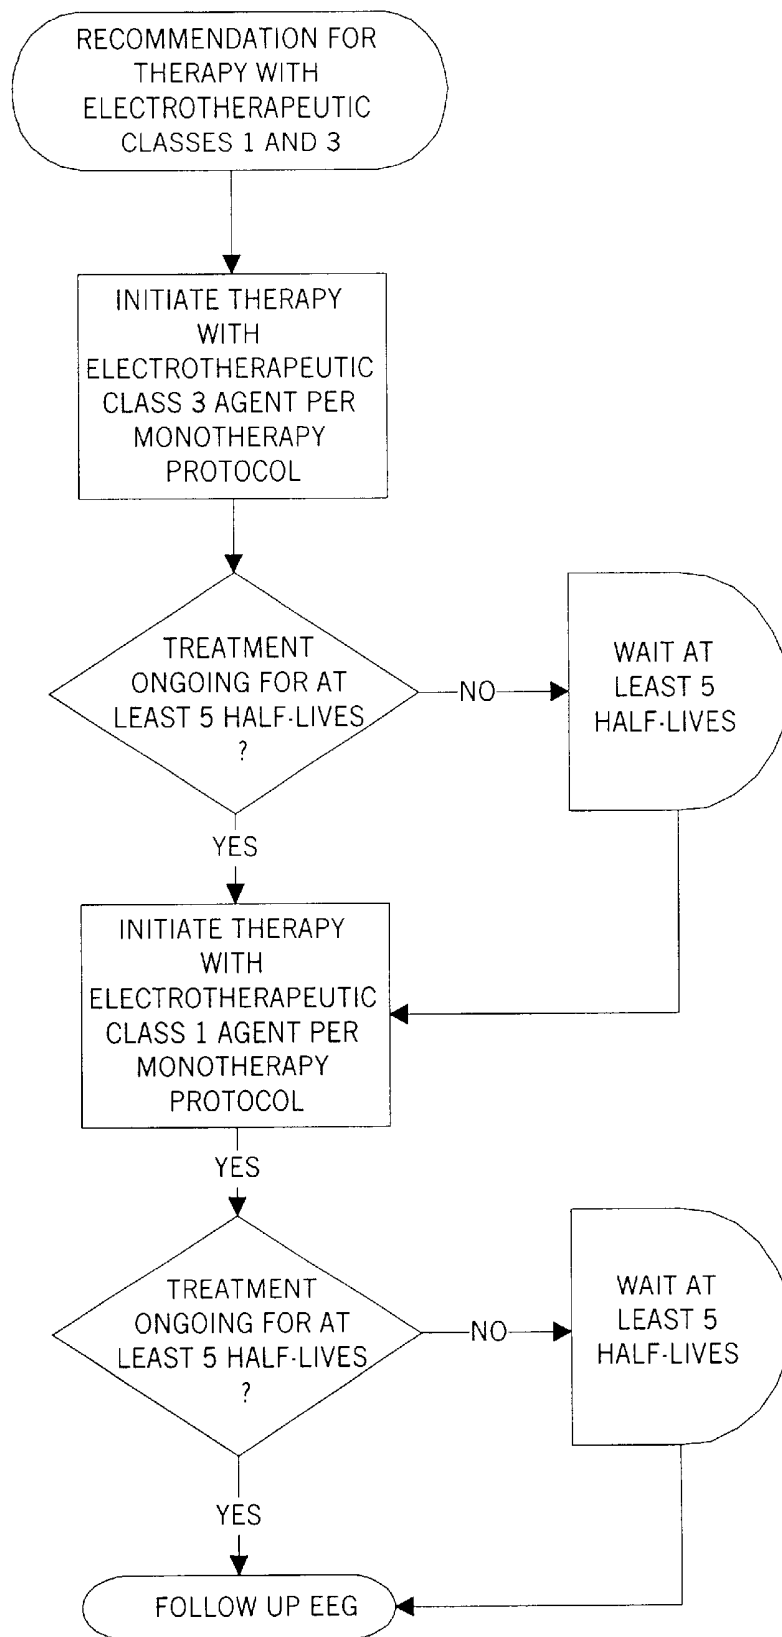 RECOMMENDATION FOR
THERAPY WITH
ELECTROTHERAPEUTIC
CLASSES 1 AND 3
INITIATE THERAPY
WITH
ELECTROTHERAPEUTIC
CLASS 3 AGENT PER
MONOTHERAPY
PROTOCOL
TREATMENT
ONGOING FOR AT
LEAST 5 HALF-LIVES
?
NO
WAIT AT
LEAST 5
HALF-LIVES
YES
INITIATE THERAPY
WITH
ELECTROTHERAPEUTIC
CLASS 1 AGENT PER
MONOTHERAPY
PROTOCOL
YES
TREATMENT
ONGOING FOR AT
LEAST 5 HALF-LIVES
?
NO
WAIT AT
LEAST 5
HALF-LIVES
YES
FOLLOW UP EEG